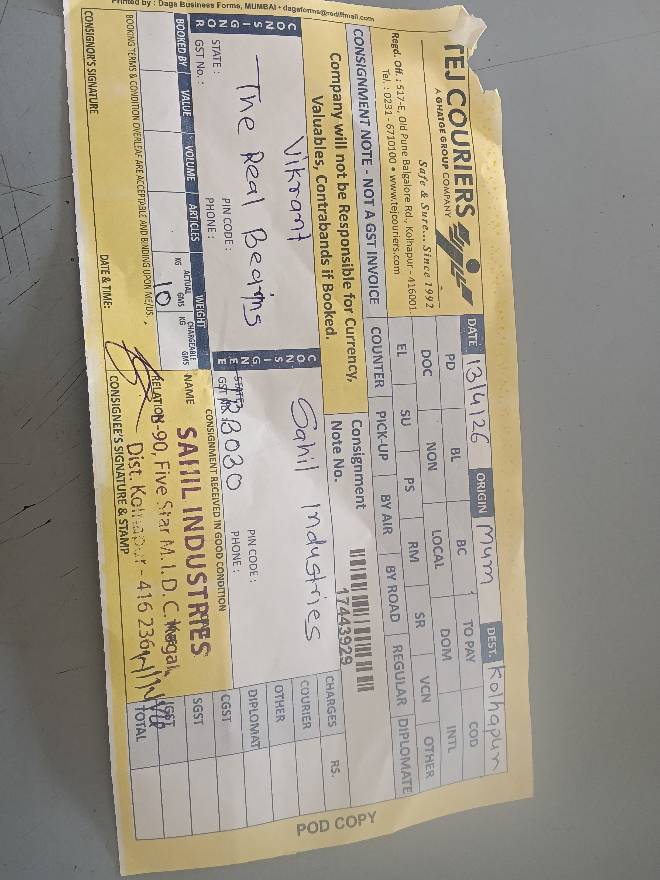 Printed by : Daga Business Forms, MUMBAI • dagaforms@rediffmail.com
TEJ COURIERS
A GHATGE GROUP COMPANY
Safe & Sure... Since 1992
Regd. Off. : 517-E, Old Pune Bangalore Rd., Kolhapur - 416001.
Tel. : 0231 - 6710100 • www.tejcouriers.com
CONSIGNMENT NOTE - NOT A GST INVOICE
Company will not be Responsible for Currency,
Valuables, Contrabands if Booked.
DATE 13/4/26 ORIGIN Mum DEST. Kolhapur
PD BL BC TO PAY COD
DOC NON LOCAL DOM INTL
EL SU PS RM SR VCN OTHER
COUNTER PICK-UP BY AIR BY ROAD REGULAR DIPLOMATE
Consignment
Note No.
17443929
CONSIGNOR
Vikrant
The Real Begins
STATE :
GST No. :
PIN CODE :
PHONE :
CONSIGNEE
Sahil Industries
STATE :
GST No. :
PIN CODE :
PHONE :
CHARGES RS.
COURIER
OTHER
DIPLOMAT
CGST
SGST
IGST
TOTAL
BOOKED BY VALUE VOLUME ARTICLES WEIGHT
ACTUAL CHARGEABLE
KG GMS KG GMS
10
CONSIGNMENT RECEIVED IN GOOD CONDITION
NAME
SAHIL INDUSTRIES
RELATION
-90, Five Star M.I.D.C. Kagal,
Dist. Kolhapur - 416 236
BOOKING TERMS & CONDITION OVERLEAF ARE ACCEPTABLE AND BINDING UPON ME/US.
CONSIGNOR'S SIGNATURE
DATE & TIME:
CONSIGNEE'S SIGNATURE & STAMP
POD COPY